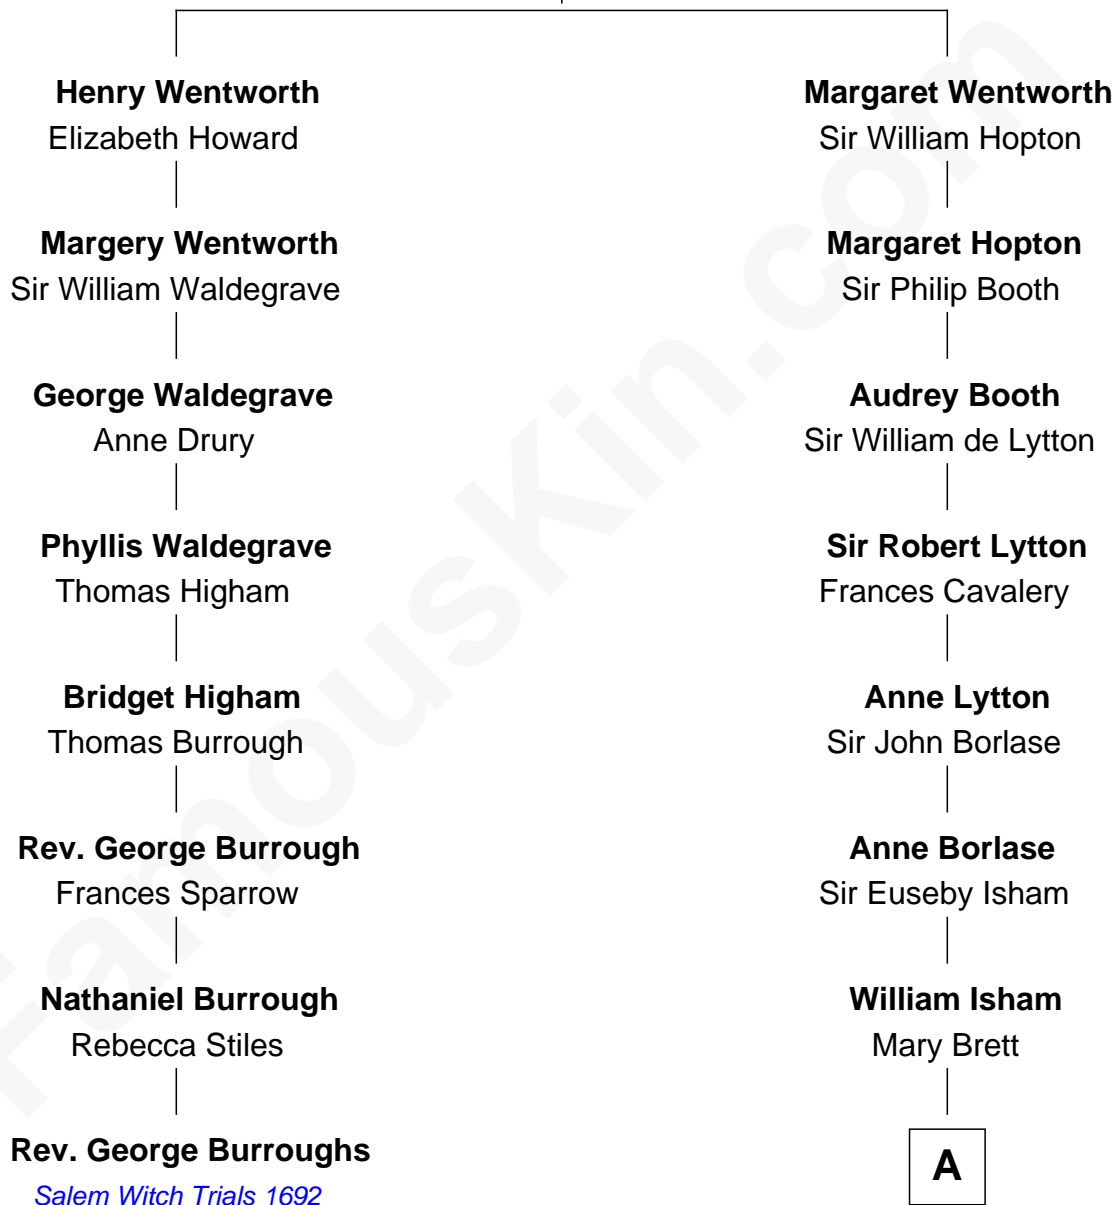 Henry Wentworth
Elizabeth Howard
Margery Wentworth
Sir William Waldegrave
George Waldegrave
Anne Drury
Phyllis Waldegrave
Thomas Higham
Bridget Higham
Thomas Burrough
Rev. George Burrough
Frances Sparrow
Nathaniel Burrough
Rebecca Stiles
Rev. George Burroughs
Salem Witch Trials 1692
Margaret Wentworth
Sir William Hopton
Margaret Hopton
Sir Philip Booth
Audrey Booth
Sir William de Lytton
Sir Robert Lytton
Frances Cavalery
Anne Lytton
Sir John Borlase
Anne Borlase
Sir Euseby Isham
William Isham
Mary Brett
A
FamousKin.com